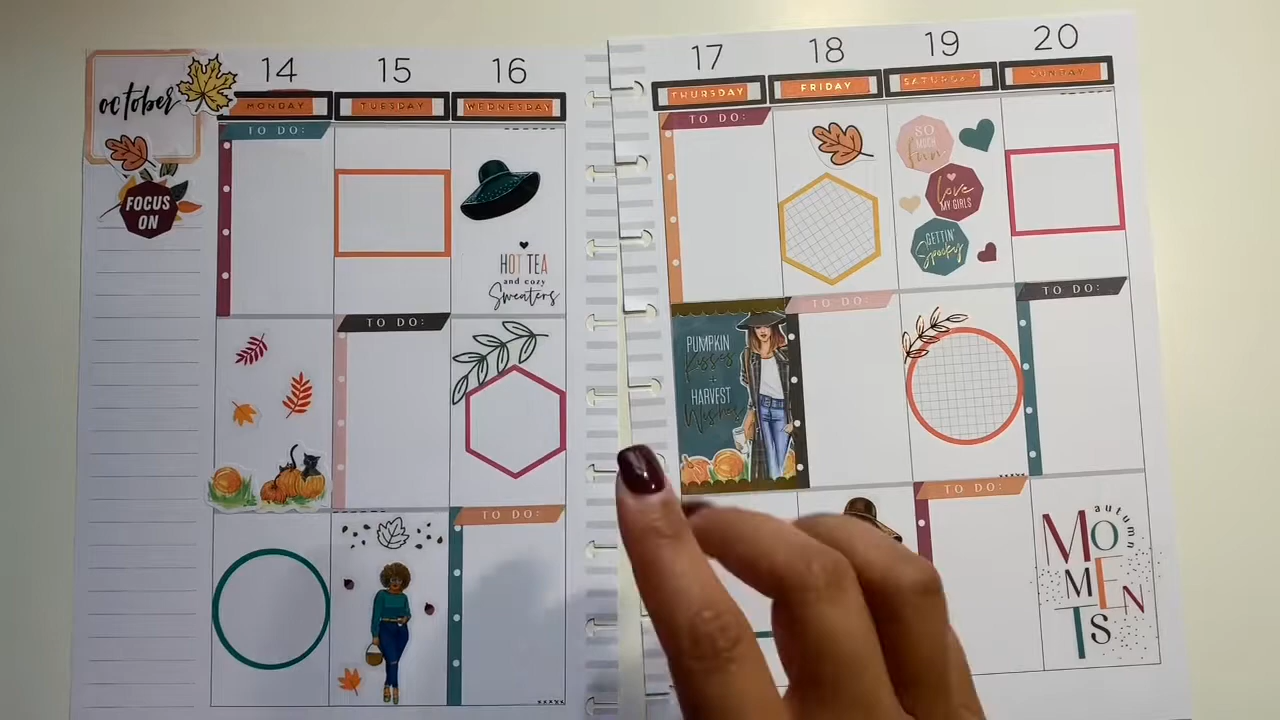 october
14
15
16
17
18
19
20
MONDAY
TUESDAY
WEDNESDAY
THURSDAY
FRIDAY
SATURDAY
SUNDAY
TO DO:
TO DO:
FOCUS
ON
HOT TEA
and cozy
Sweaters
SO
MUCH
fun
love
MY GIRLS
GETTIN'
Spooky
TO DO:
PUMPKIN
Kisses
+
HARVEST
Wishes
TO DO:
TO DO:
TO DO:
TO DO:
autumn
MOMENTS